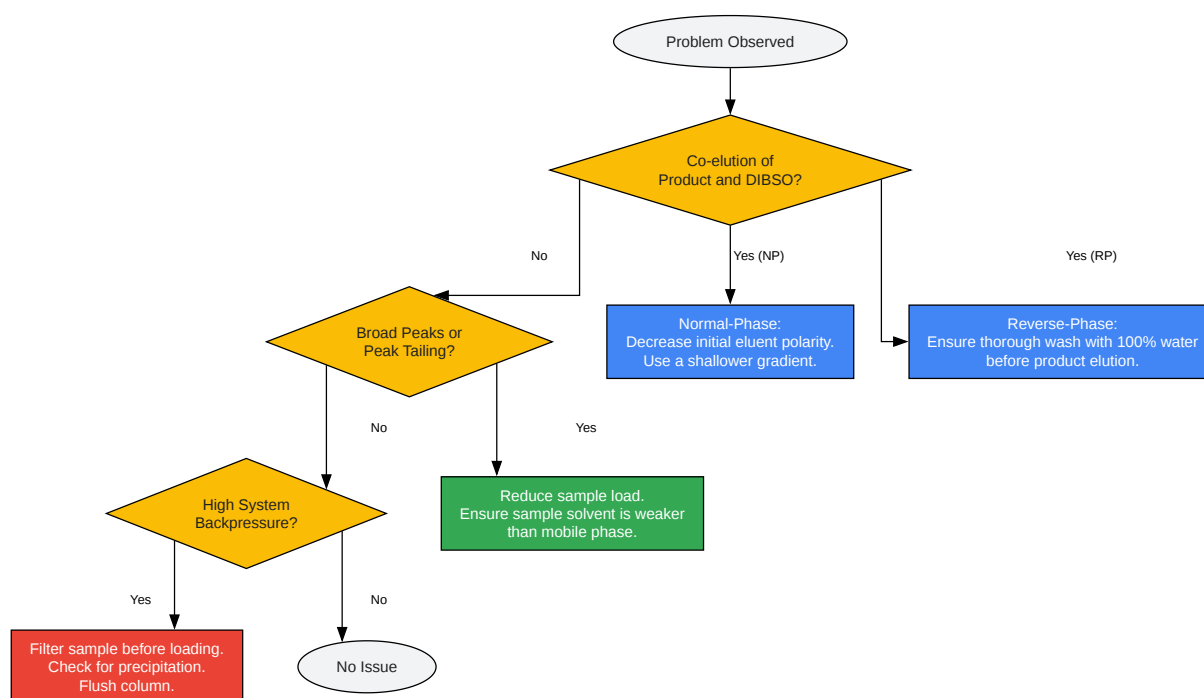 Problem Observed
Co-elution of
Product and DIBSO?
No
Yes (NP)
Yes (RP)
Broad Peaks or
Peak Tailing?
Normal-Phase:
Decrease initial eluent polarity.
Use a shallower gradient.
Reverse-Phase:
Ensure thorough wash with 100% water
before product elution.
No
Yes
High System
Backpressure?
Reduce sample load.
Ensure sample solvent is weaker
than mobile phase.
Yes
No
Filter sample before loading.
Check for precipitation.
Flush column.
No Issue